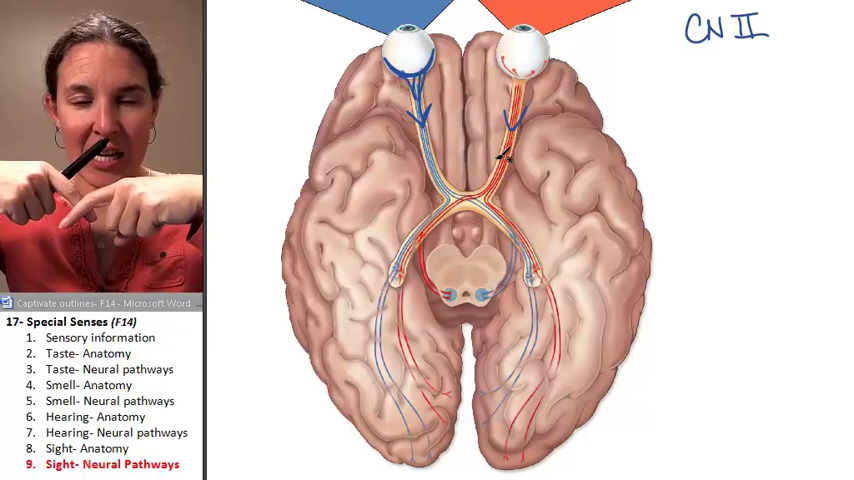 CN II
Captivate outlines- F14 - Microsoft Word
17- Special Senses (F14)
1. Sensory information
2. Taste- Anatomy
3. Taste- Neural pathways
4. Smell- Anatomy
5. Smell- Neural pathways
6. Hearing- Anatomy
7. Hearing- Neural pathways
8. Sight- Anatomy
9. Sight- Neural Pathways